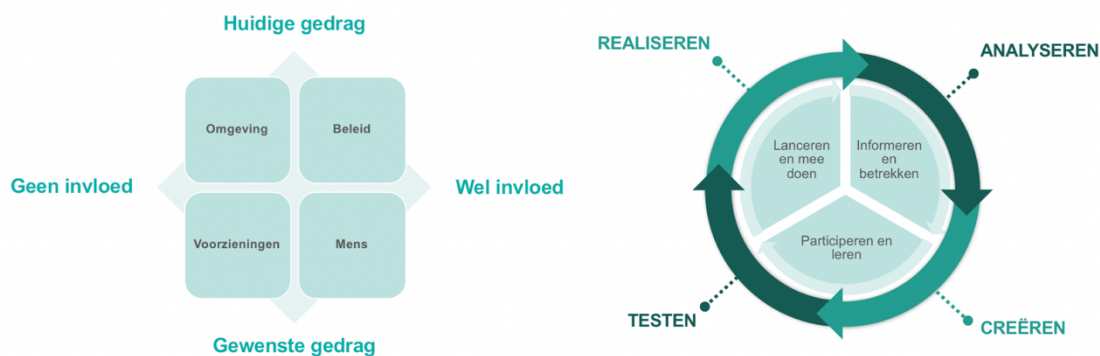 Huidige gedrag
Omgeving
Beleid
Geen invloed
Wel invloed
Voorzieningen
Mens
Gewenste gedrag
REALISEREN
ANALYSEREN
Lanceren
en mee
doen
Informeren
en
betrekken
Participeren en
leren
TESTEN
CREËREN